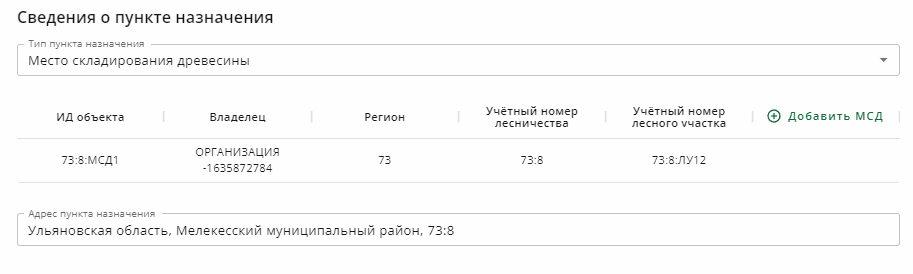 Сведения о пункте назначения
Тип пункта назначения
Место складирования древесины
ИД объекта Владелец Регион Учётный номер лесничества Учётный номер лесного участка Добавить МСД
73:8:МСД1 ОРГАНИЗАЦИЯ -1635872784 73 73:8 73:8:ЛУ12
Адрес пункта назначения
Ульяновская область, Мелекесский муниципальный район, 73:8